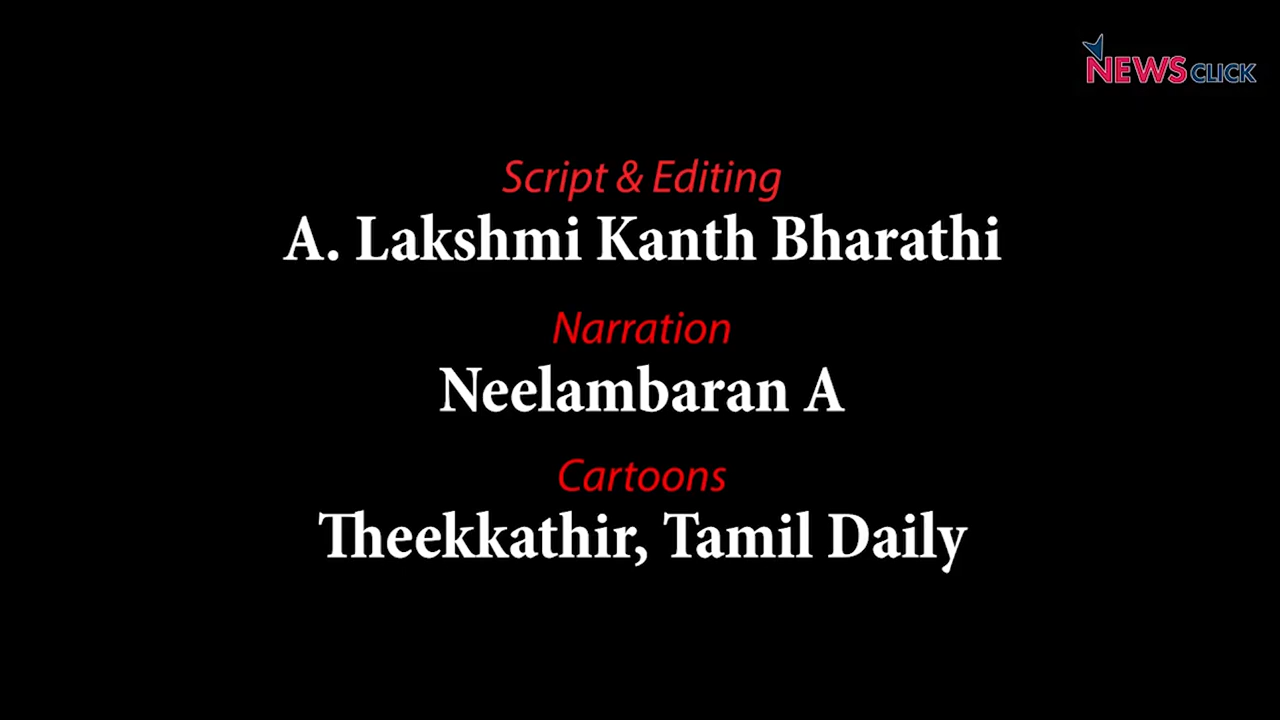 NEWSCLICK
Script & Editing
A. Lakshmi Kanth Bharathi
Narration
Neelambaran A
Cartoons
Theekkathir, Tamil Daily